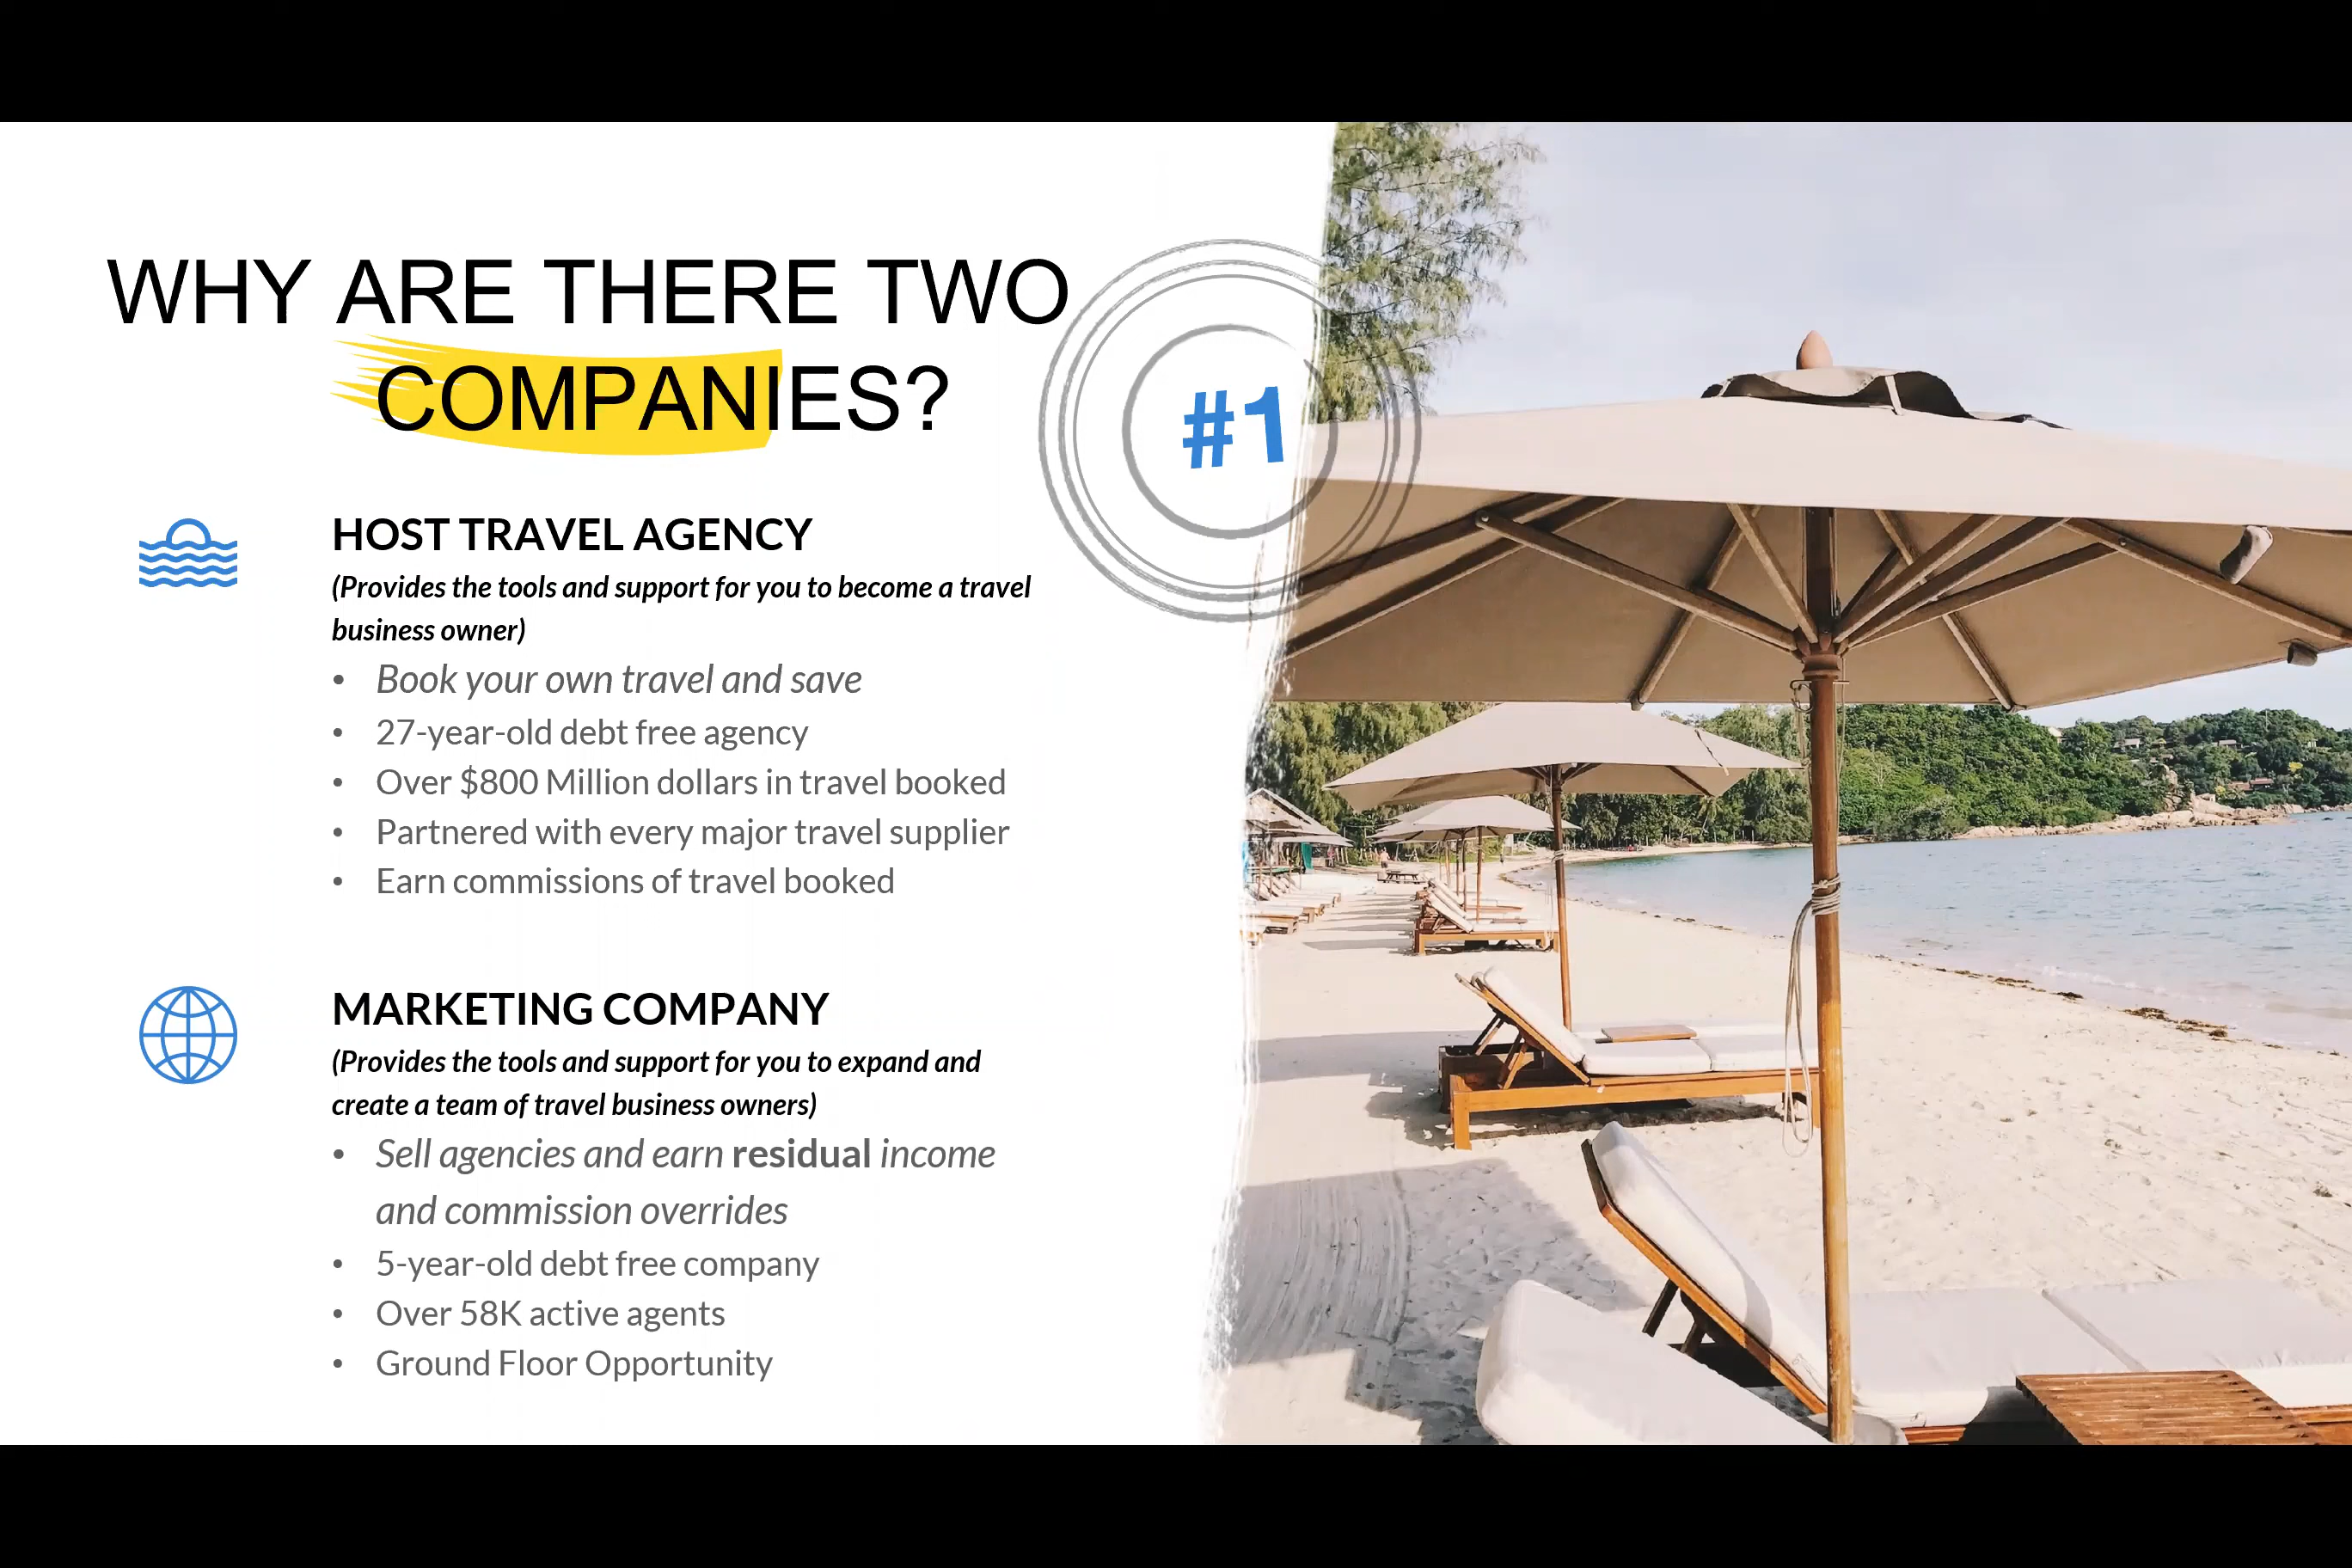 WHY ARE THERE TWO
COMPANIES?
#1
HOST TRAVEL AGENCY
(Provides the tools and support for you to become a travel
business owner)
• Book your own travel and save
• 27-year-old debt free agency
• Over $800 Million dollars in travel booked
• Partnered with every major travel supplier
• Earn commissions of travel booked
MARKETING COMPANY
(Provides the tools and support for you to expand and
create a team of travel business owners)
• Sell agencies and earn residual income
and commission overrides
• 5-year-old debt free company
• Over 58K active agents
• Ground Floor Opportunity